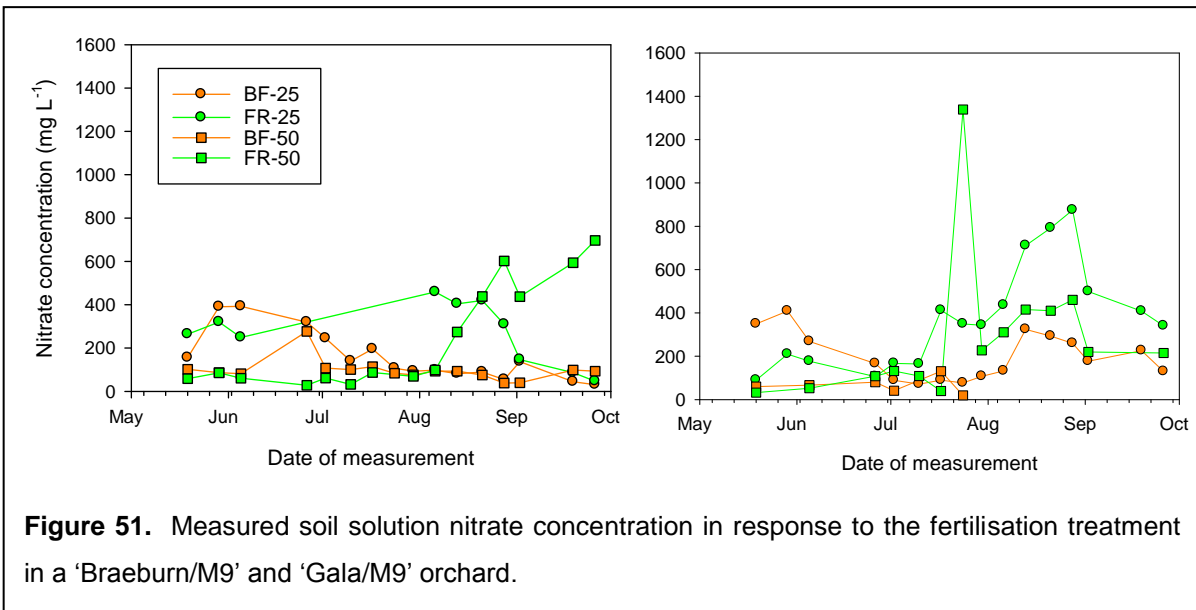 1600
1400
1200
1000
800
600
400
200
0
Nitrate concentration (mg L⁻¹)
BF-25
FR-25
BF-50
FR-50
May Jun Jul Aug Sep Oct
Date of measurement
1600
1400
1200
1000
800
600
400
200
0
May Jun Jul Aug Sep Oct
Date of measurement
Figure 51. Measured soil solution nitrate concentration in response to the fertilisation treatment
in a ‘Braeburn/M9’ and ‘Gala/M9’ orchard.